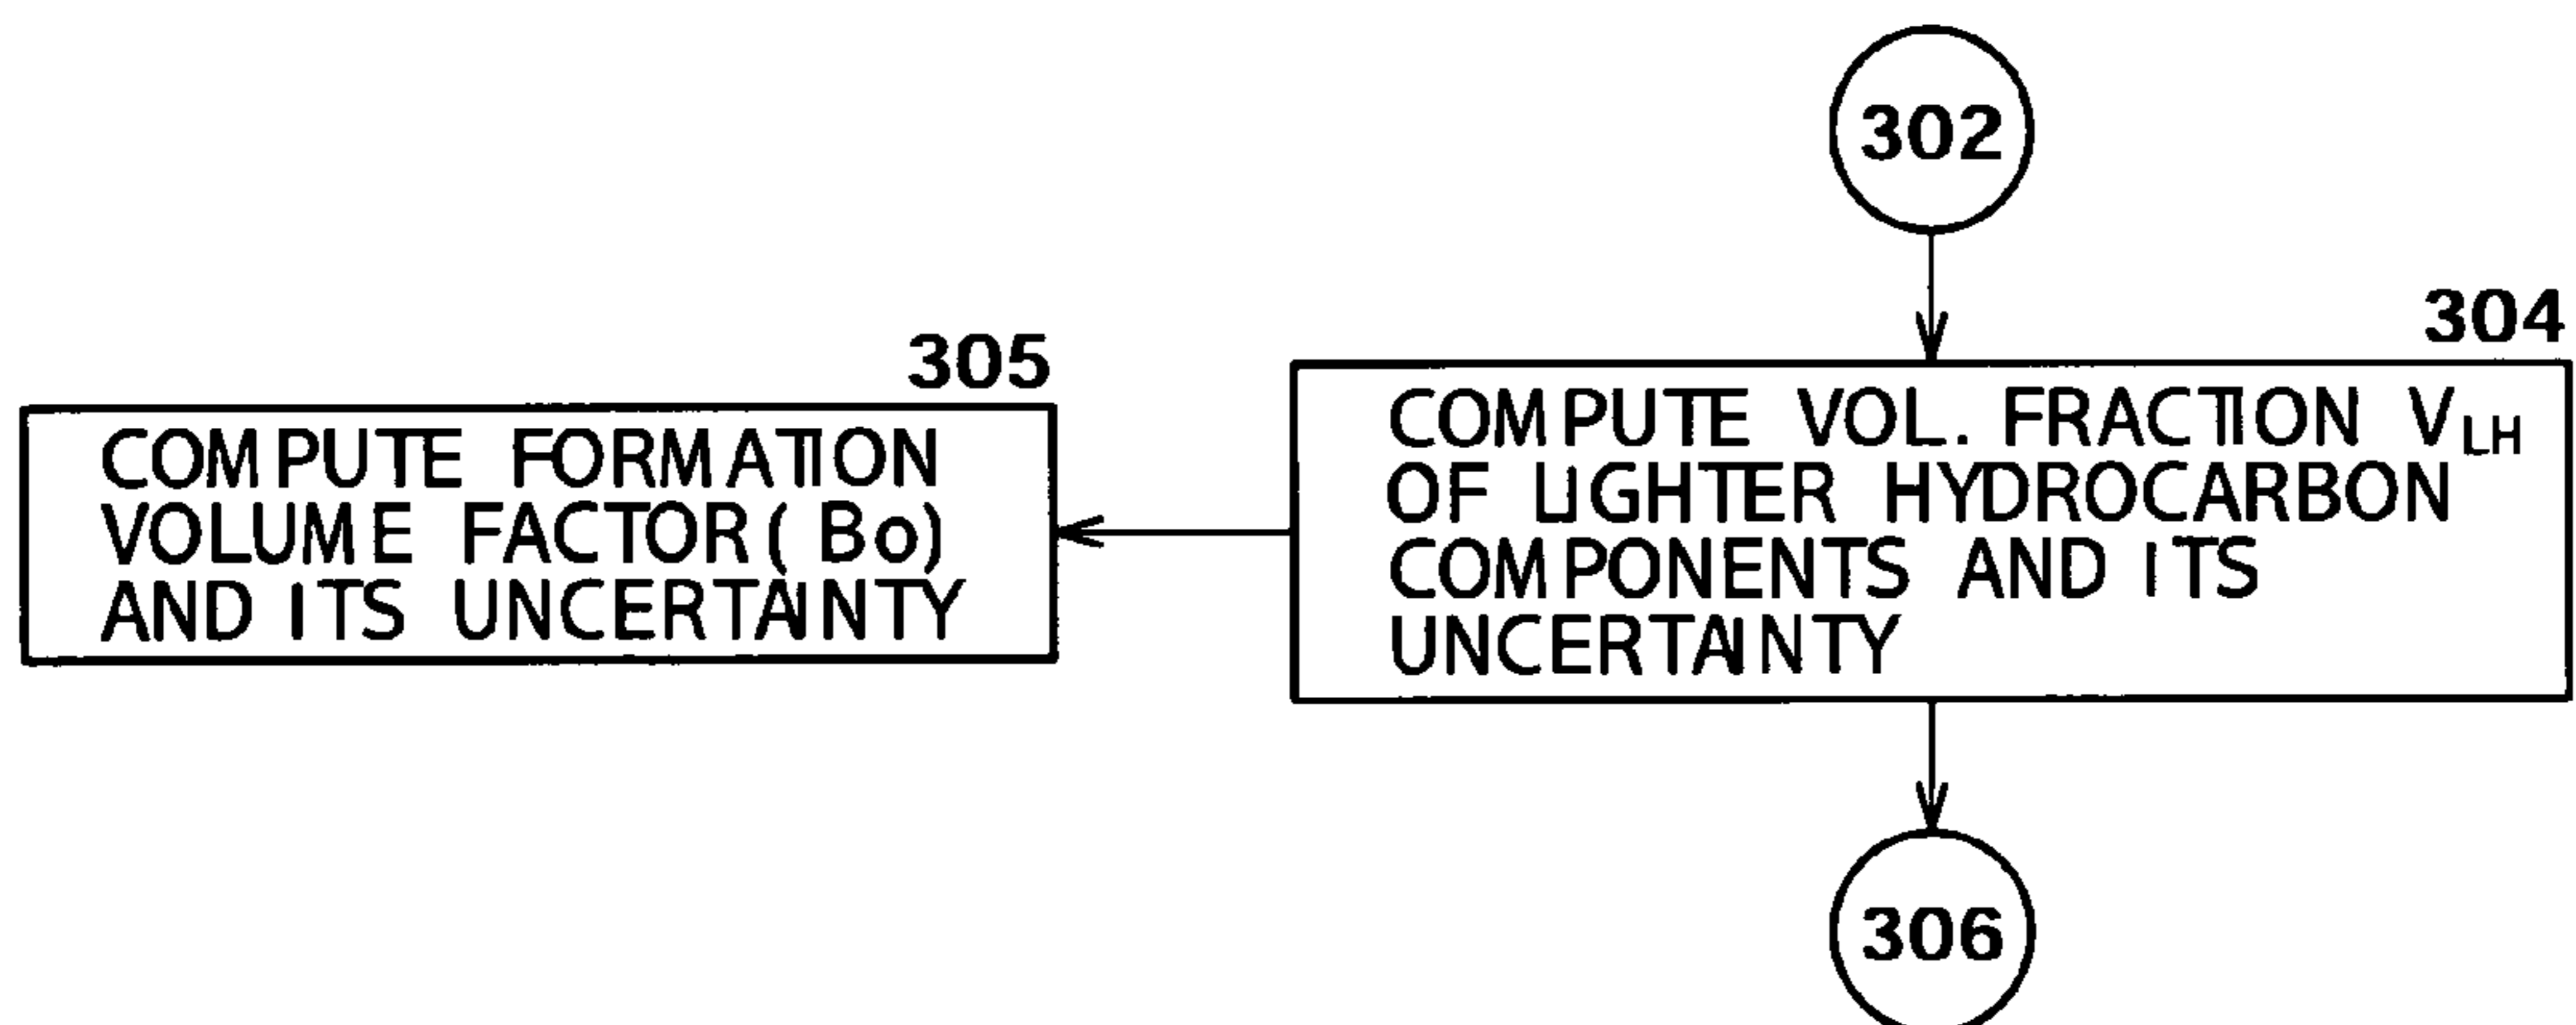 302
304
COMPUTE VOL. FRACTION VLH
OF LIGHTER HYDROCARBON
COMPONENTS AND ITS
UNCERTAINTY
305
COMPUTE FORMATION
VOLUME FACTOR(Bo)
AND ITS UNCERTAINTY
306